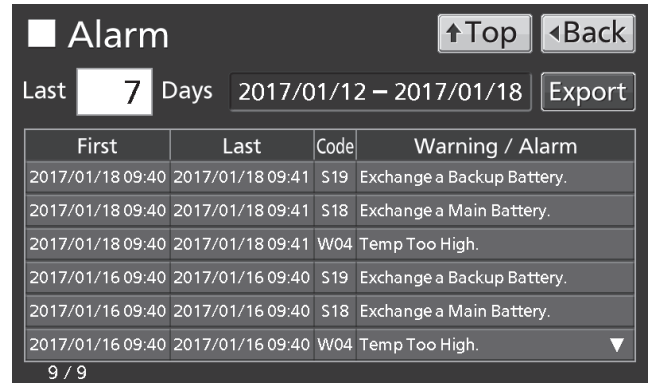 Alarm
↑Top ◂Back
Last 7 Days 2017/01/12 – 2017/01/18 Export
First Last Code Warning / Alarm
2017/01/18 09:40 2017/01/18 09:41 S19 Exchange a Backup Battery.
2017/01/18 09:40 2017/01/18 09:41 S18 Exchange a Main Battery.
2017/01/18 09:40 2017/01/18 09:41 W04 Temp Too High.
2017/01/16 09:40 2017/01/16 09:40 S19 Exchange a Backup Battery.
2017/01/16 09:40 2017/01/16 09:40 S18 Exchange a Main Battery.
2017/01/16 09:40 2017/01/16 09:40 W04 Temp Too High.
9 / 9